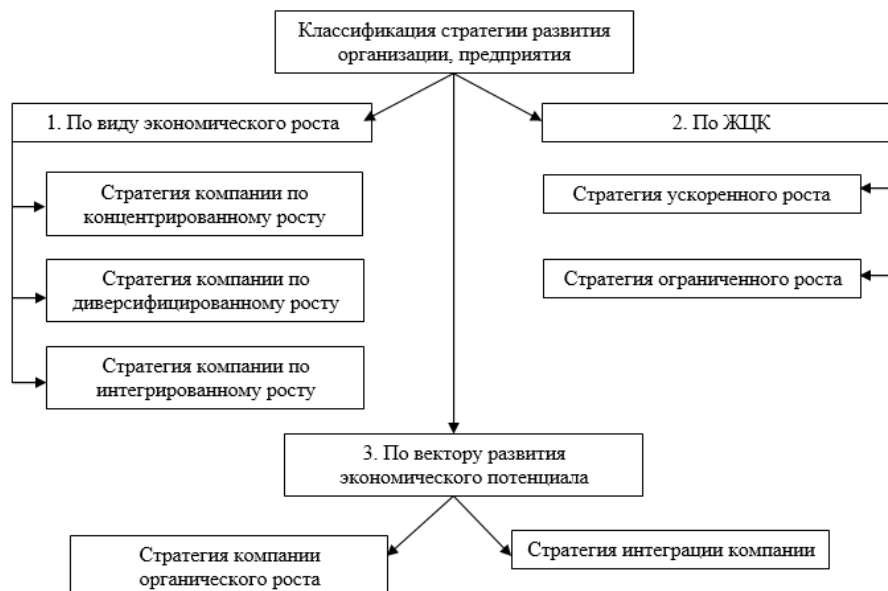 Классификация стратегии развития
организации, предприятия
1. По виду экономического роста
2. По ЖЦК
Стратегия компании по
концентрированному росту
Стратегия компании по
диверсифицированному росту
Стратегия компании по
интегрированному росту
Стратегия ускоренного роста
Стратегия ограниченного роста
3. По вектору развития
экономического потенциала
Стратегия компании
органического роста
Стратегия интеграции компании